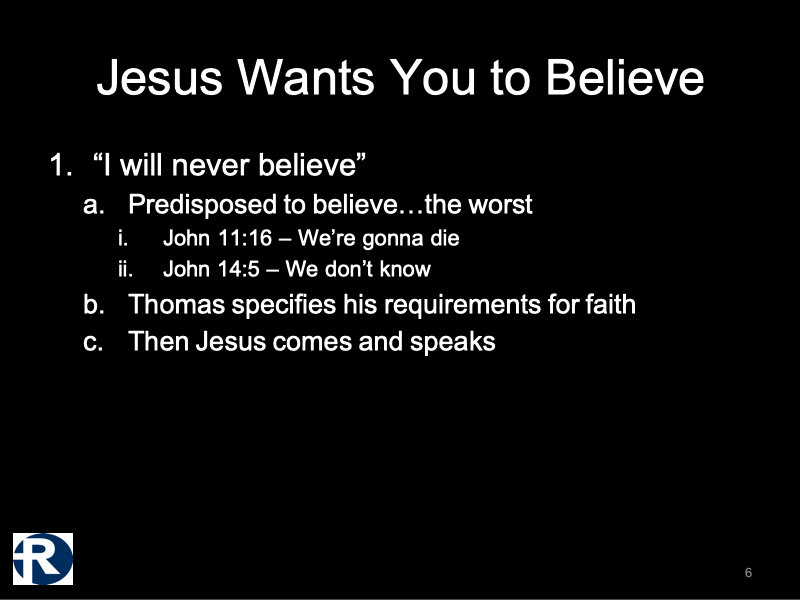 Jesus Wants You to Believe
1. “I will never believe”
a. Predisposed to believe…the worst
i. John 11:16 – We’re gonna die
ii. John 14:5 – We don’t know
b. Thomas specifies his requirements for faith
c. Then Jesus comes and speaks
R
6